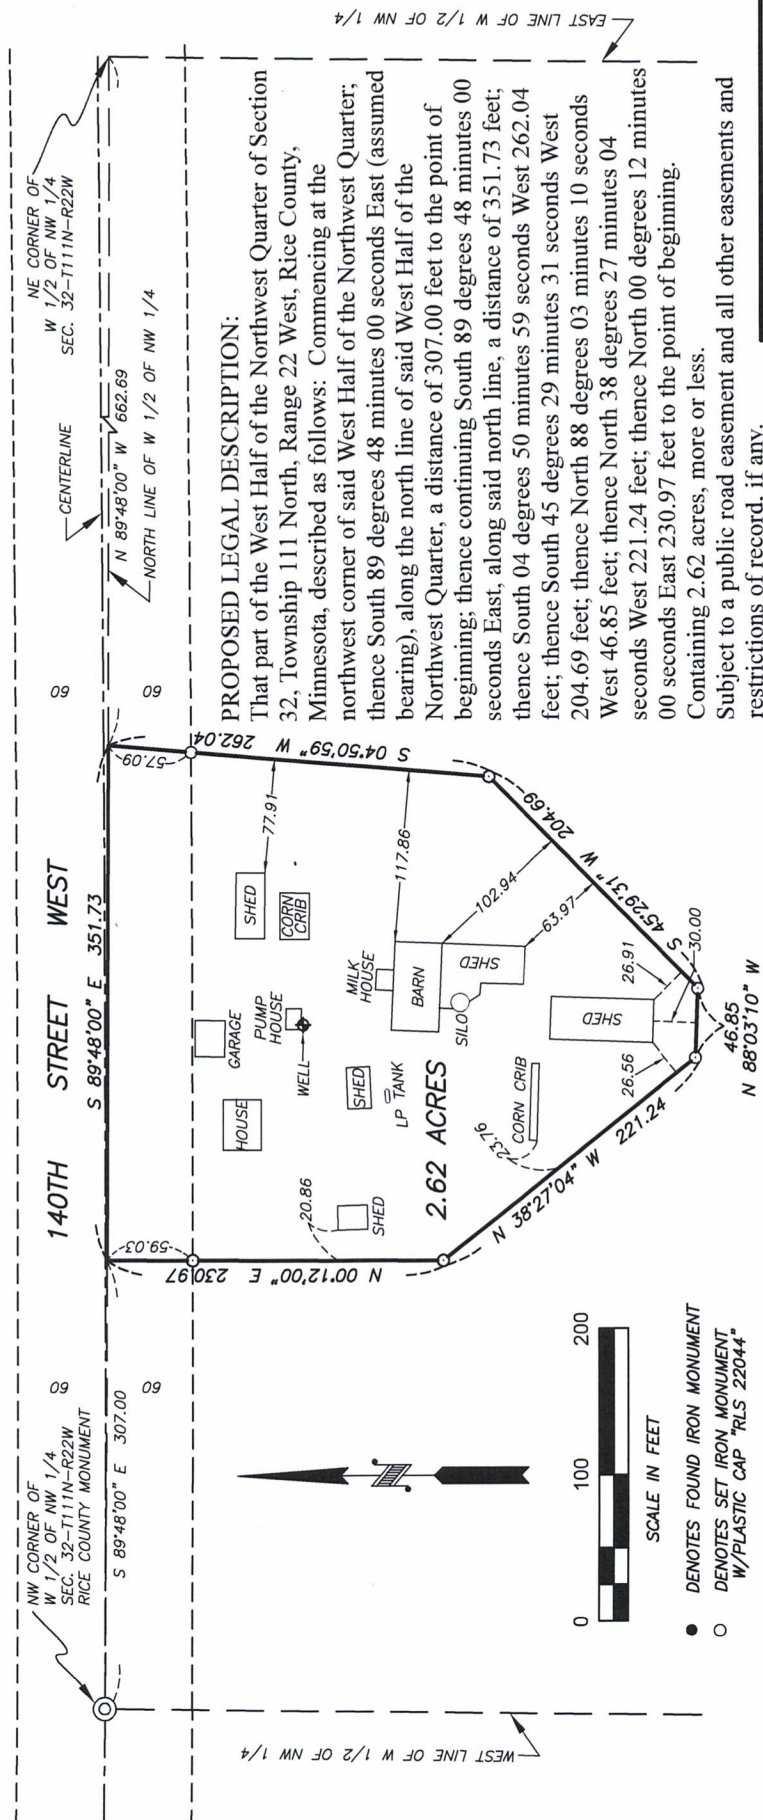 NW CORNER OF
W 1/2 OF NW 1/4
SEC. 32-T111N-R22W
RICE COUNTY MONUMENT
S 89°48'00" E 307.00
60
60
140TH STREET WEST
S 89°48'00" E 351.73
60
60
CENTERLINE
N 89°48'00" W 662.69
NORTH LINE OF W 1/2 OF NW 1/4
NE CORNER OF
W 1/2 OF NW 1/4
SEC. 32-T111N-R22W
EAST LINE OF W 1/2 OF NW 1/4
WEST LINE OF W 1/2 OF NW 1/4
59.03
N 00°12'00" E 230.97
57.09
S 04°50'59" W 262.04
HOUSE
GARAGE
PUMP
HOUSE
WELL
SHED
CORN
CRIB
77.91
20.86
SHED
SHED
LP TANK
MILK
HOUSE
BARN
SHED
SILO
117.86
102.94
63.97
2.62 ACRES
23.76
CORN CRIB
SHED
26.56
26.91
30.00
N 38°27'04" W 221.24
S 45°29'31" W 204.69
46.85
N 88°03'10" W
0 100 200
SCALE IN FEET
DENOTES FOUND IRON MONUMENT
DENOTES SET IRON MONUMENT
W/PLASTIC CAP "RLS 22044"
PROPOSED LEGAL DESCRIPTION:
That part of the West Half of the Northwest Quarter of Section
32, Township 111 North, Range 22 West, Rice County,
Minnesota, described as follows: Commencing at the
northwest corner of said West Half of the Northwest Quarter;
thence South 89 degrees 48 minutes 00 seconds East (assumed
bearing), along the north line of said West Half of the
Northwest Quarter, a distance of 307.00 feet to the point of
beginning; thence continuing South 89 degrees 48 minutes 00
seconds East, along said north line, a distance of 351.73 feet;
thence South 04 degrees 50 minutes 59 seconds West 262.04
feet; thence South 45 degrees 29 minutes 31 seconds West
204.69 feet; thence North 88 degrees 03 minutes 10 seconds
West 46.85 feet; thence North 38 degrees 27 minutes 04
seconds West 221.24 feet; thence North 00 degrees 12 minutes
00 seconds East 230.97 feet to the point of beginning.
Containing 2.62 acres, more or less.
Subject to a public road easement and all other easements and
restrictions of record, if any.